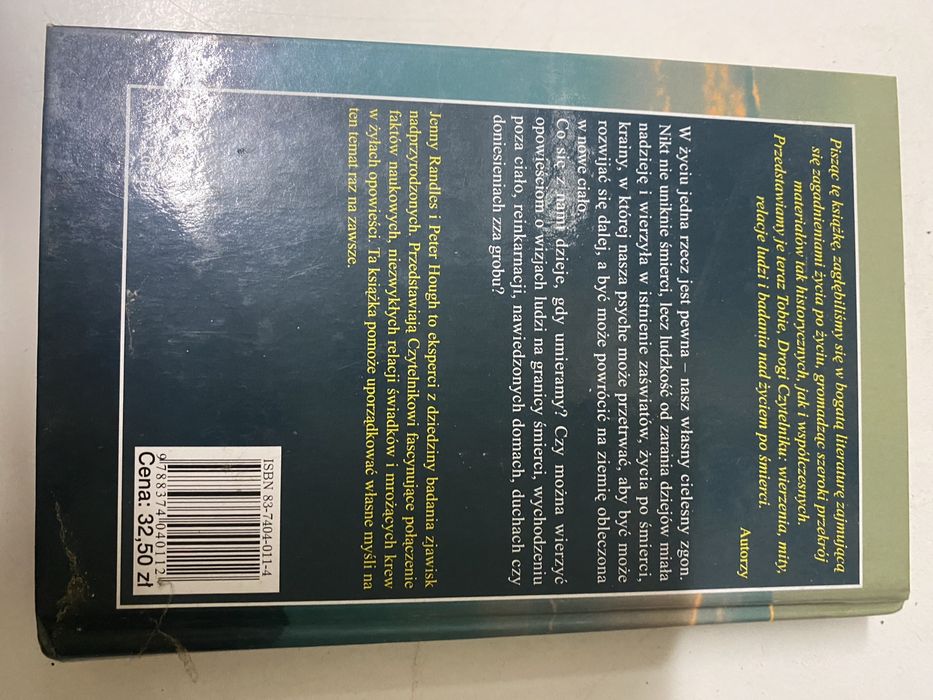 Pisząc tę książkę, zagłębiliśmy się w bogatą literaturę zajmującą
się zagadnieniami życia po życiu, gromadząc szeroki przekrój
materiałów tak historycznych, jak i współczesnych.
Przedstawiamy je teraz Tobie, Drogi Czytelniku: wierzenia, mity,
relacje ludzi i badania nad życiem po śmierci.
Autorzy
W życiu jedna rzecz jest pewna – nasz własny cielesny zgon.
Nikt nie uniknie śmierci, lecz ludzkość od zarania dziejów miała
nadzieję i wierzyła w istnienie zaświatów, życia po śmierci,
krainy, w której nasza psyche może przetrwać, aby być może
rozwijać się dalej, a być może powrócić na ziemię obleczona
w nowe ciało.
Co się z nami dzieje, gdy umieramy? Czy można wierzyć
opowieściom o wizjach ludzi na granicy śmierci, wychodzeniu
poza ciało, reinkarnacji, nawiedzonych domach, duchach czy
doniesieniach zza grobu?
Jenny Randles i Peter Hough to eksperci z dziedziny badania zjawisk
nadprzyrodzonych. Przedstawiają Czytelnikowi fascynujące połączenie
faktów naukowych, niezwykłych relacji świadków i mrożących krew
w żyłach opowieści. Ta książka pomoże uporządkować własne myśli na
ten temat raz na zawsze.
ISBN 83-7404-011-4
9788374040112
Cena: 32,50 zł